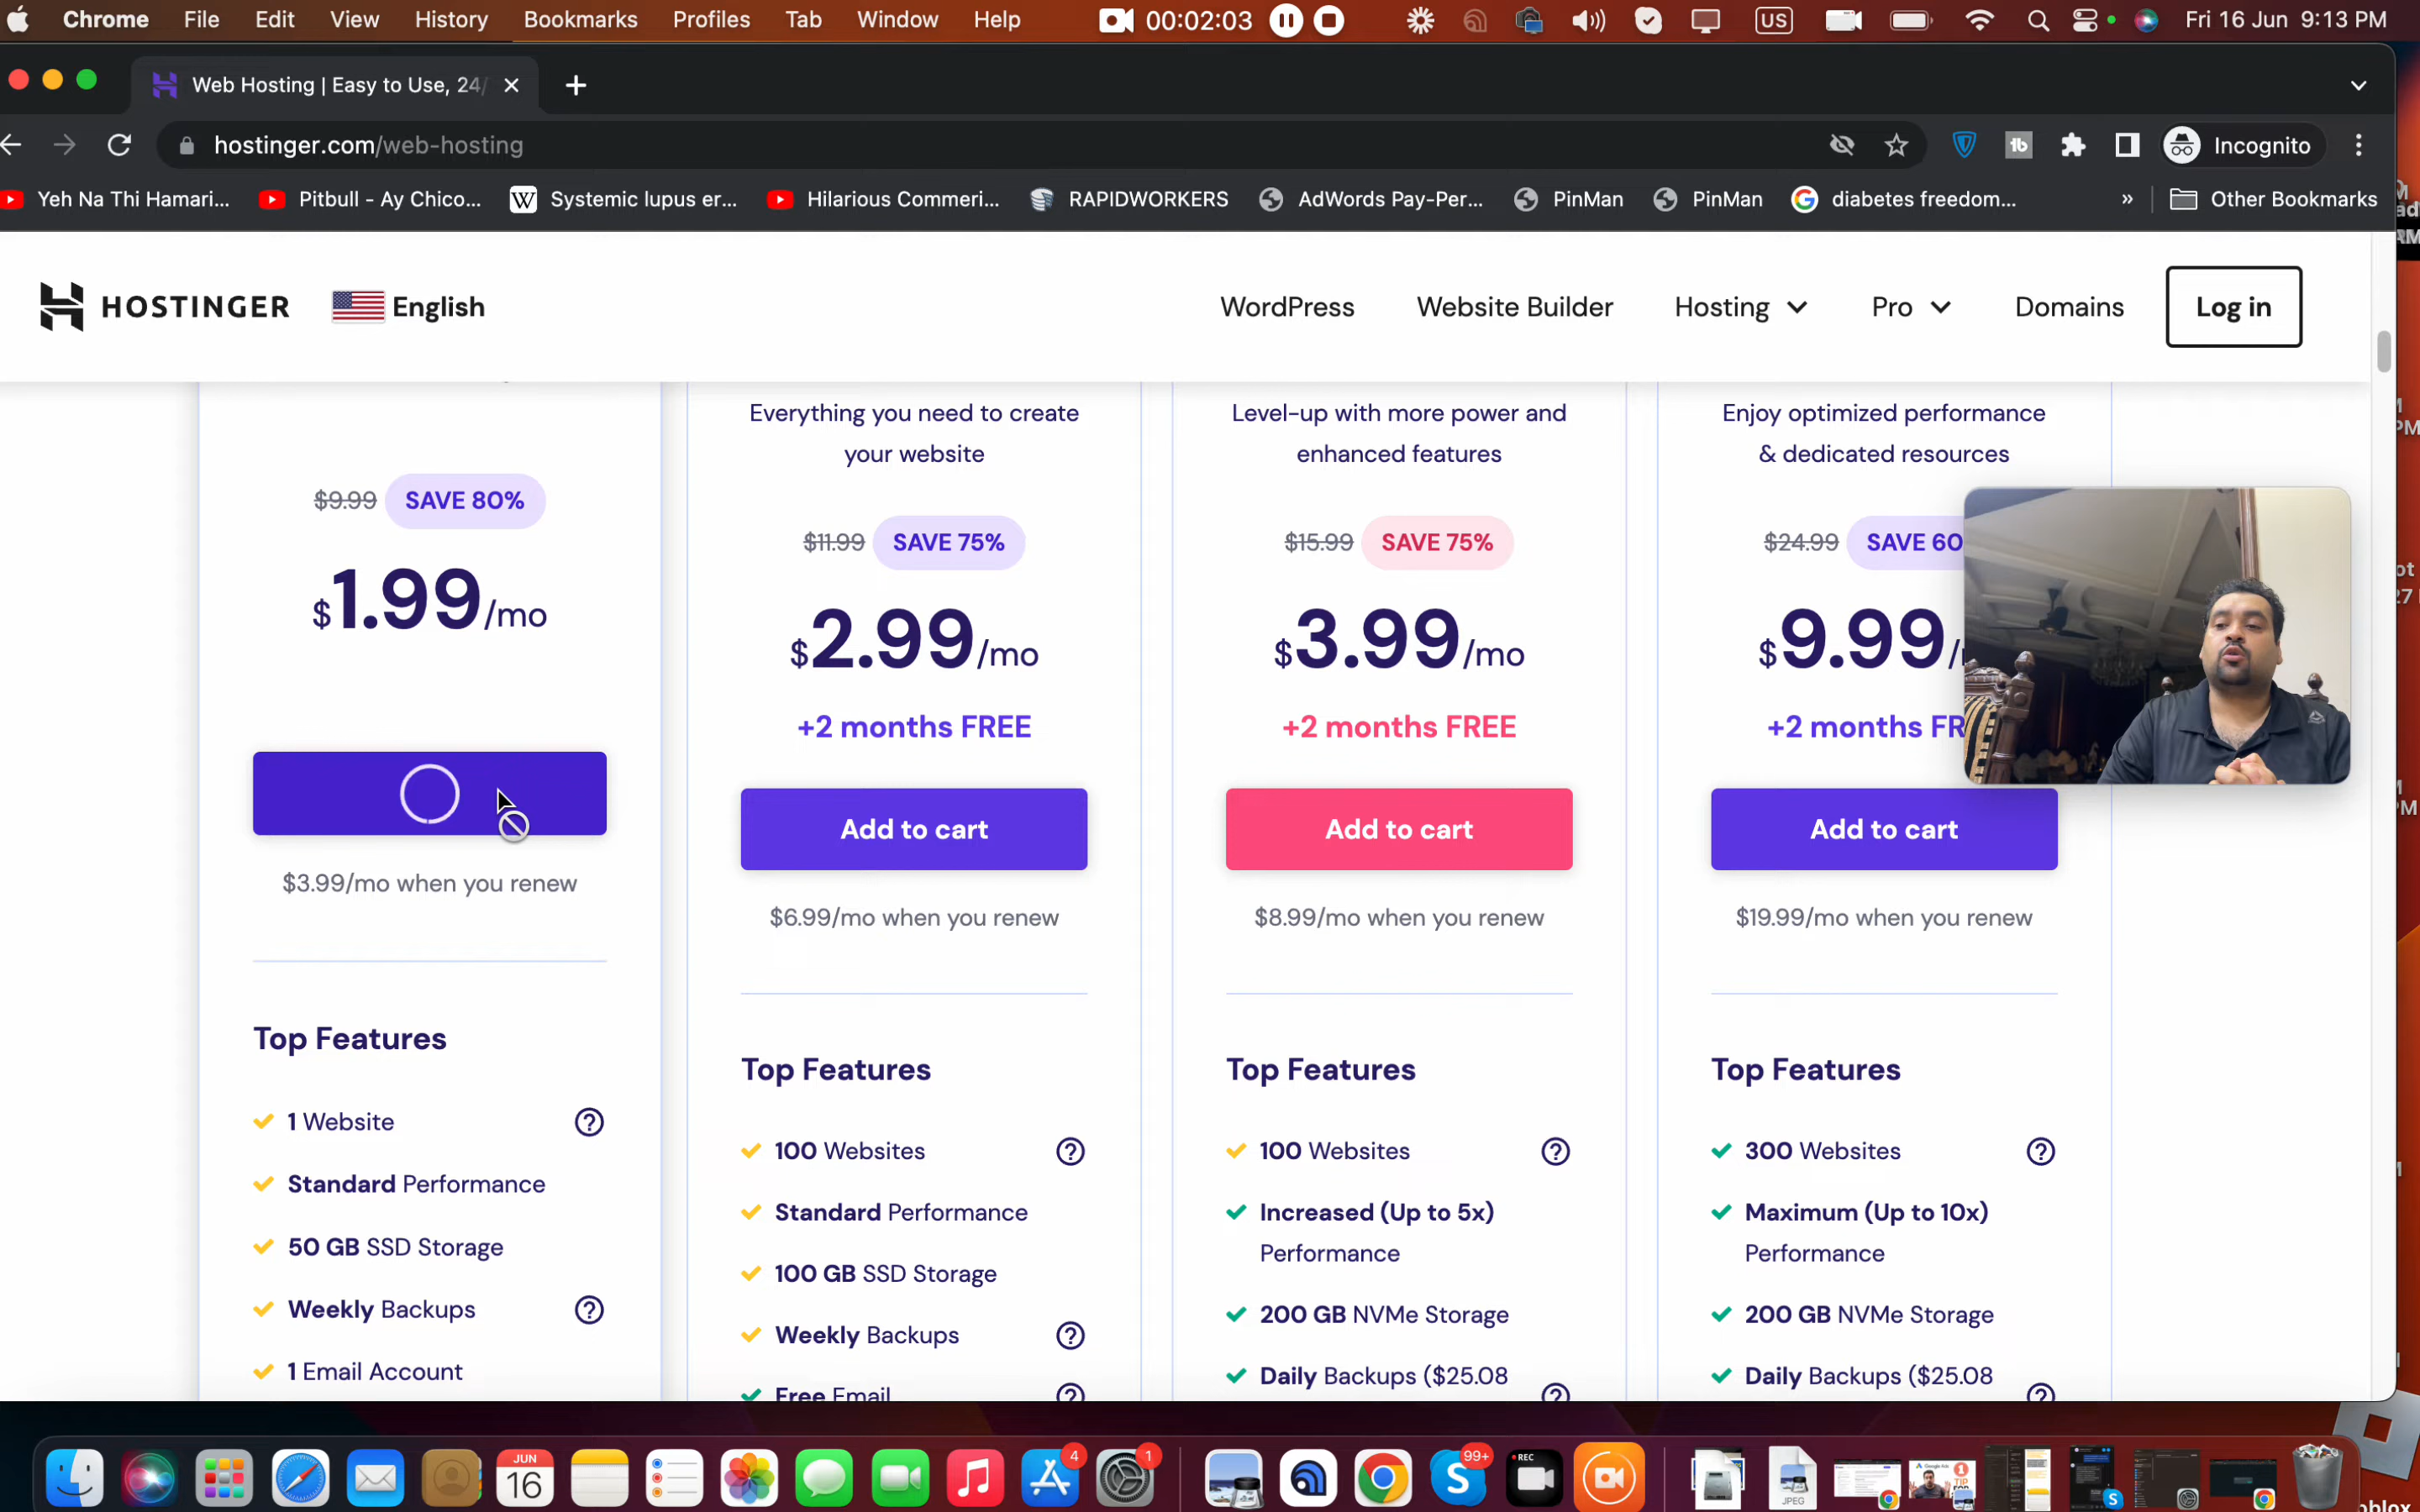 Chrome File Edit View History Bookmarks Profiles Tab Window Help 00:02:03 US Fri 16 Jun 9:13 PM
Web Hosting | Easy to Use, 24/
hostinger.com/web-hosting Incognito
Yeh Na Thi Hamari... Pitbull - Ay Chico... Systemic lupus er... Hilarious Commeri... RAPIDWORKERS AdWords Pay-Per... PinMan PinMan diabetes freedom... » Other Bookmarks
HOSTINGER English WordPress Website Builder Hosting Pro Domains Log in
$9.99 SAVE 80%
$1.99/mo
$3.99/mo when you renew
Top Features
1 Website
Standard Performance
50 GB SSD Storage
Weekly Backups
1 Email Account
Everything you need to create
your website
$11.99 SAVE 75%
$2.99/mo
+2 months FREE
Add to cart
$6.99/mo when you renew
Top Features
100 Websites
Standard Performance
100 GB SSD Storage
Weekly Backups
Free Email
Level-up with more power and
enhanced features
$15.99 SAVE 75%
$3.99/mo
+2 months FREE
Add to cart
$8.99/mo when you renew
Top Features
100 Websites
Increased (Up to 5x)
Performance
200 GB NVMe Storage
Daily Backups ($25.08
Enjoy optimized performance
& dedicated resources
$24.99 SAVE 60
$9.99/
+2 months FR
Add to cart
$19.99/mo when you renew
Top Features
300 Websites
Maximum (Up to 10x)
Performance
200 GB NVMe Storage
Daily Backups ($25.08
JUN
16
4
1
99+
REC
JPEG